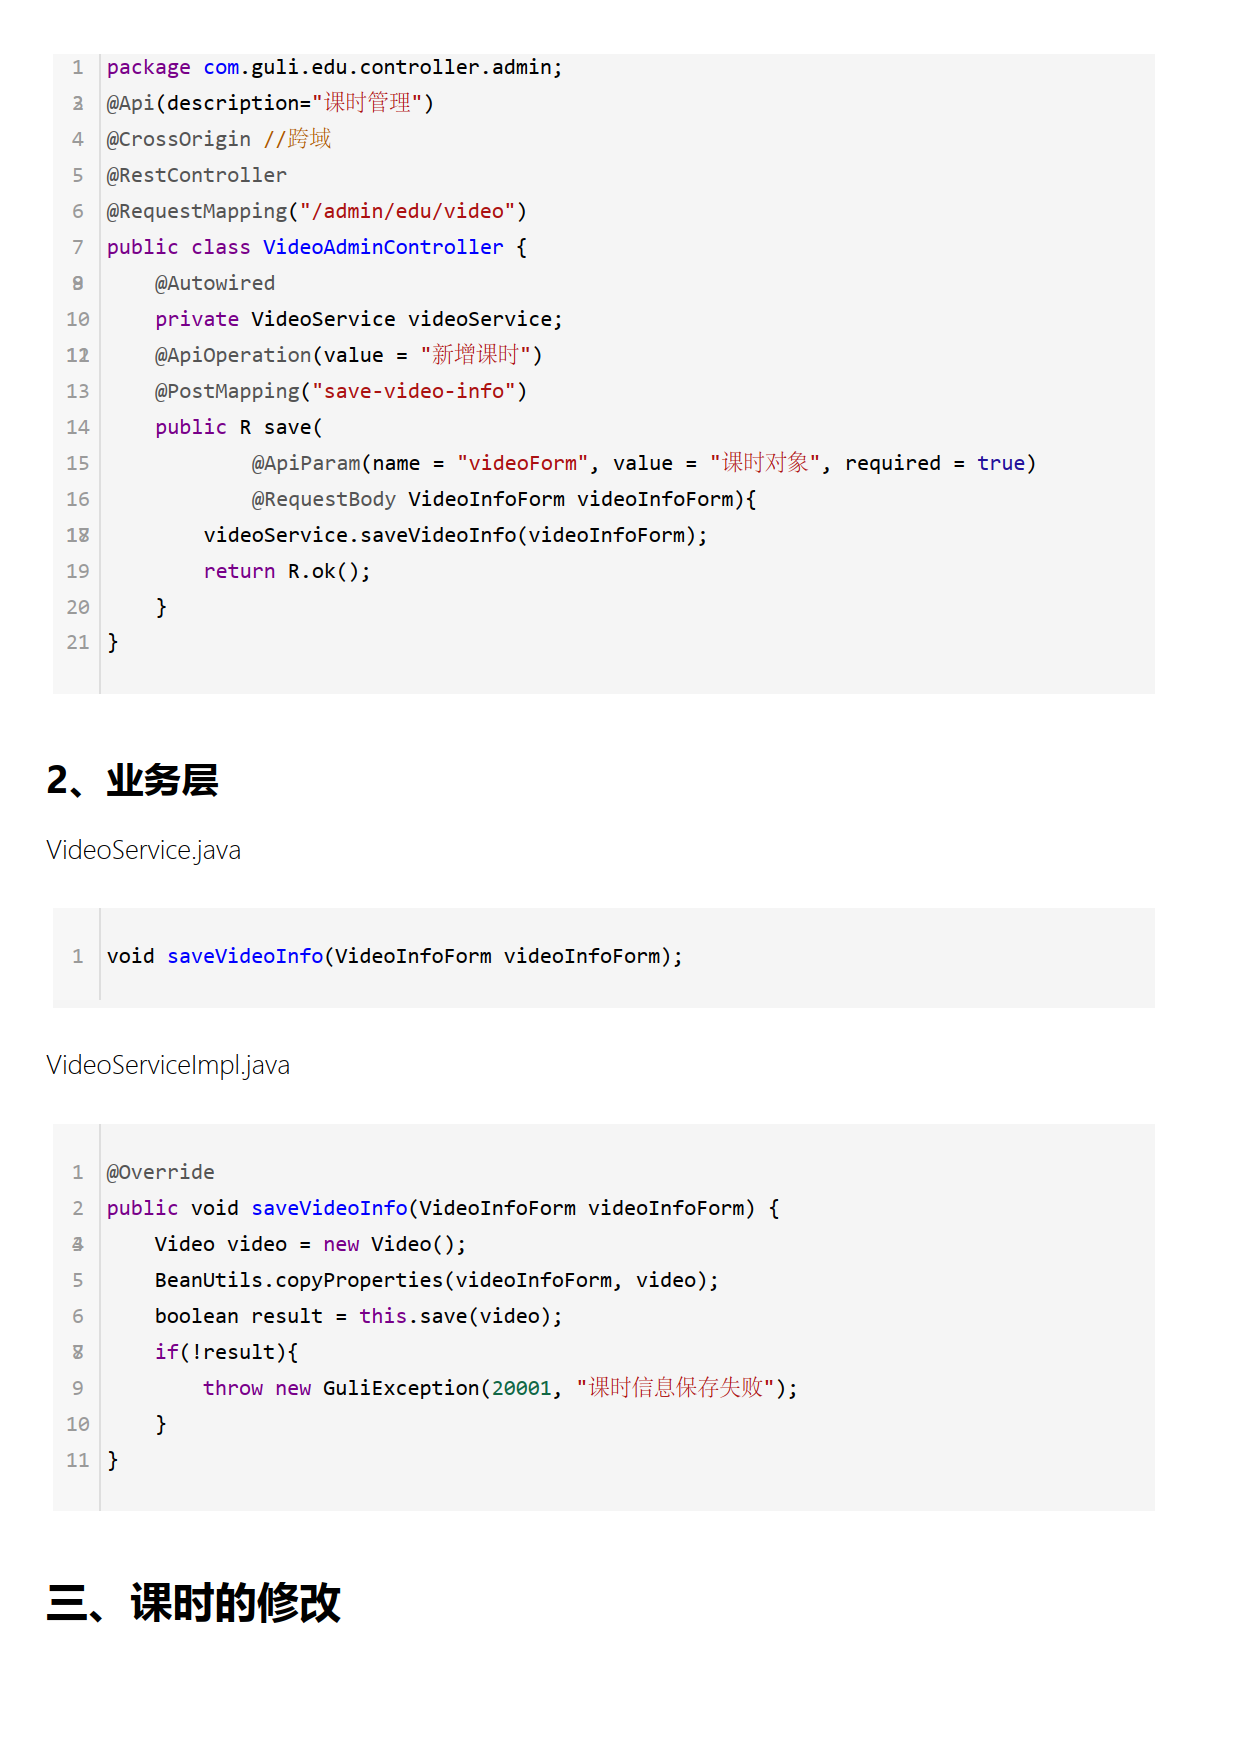 1 package com.guli.edu.controller.admin;
3 @Api(description="课时管理")
4 @CrossOrigin //跨域
5 @RestController
6 @RequestMapping("/admin/edu/video")
7 public class VideoAdminController {
9 @Autowired
10 private VideoService videoService;
12 @ApiOperation(value = "新增课时")
13 @PostMapping("save-video-info")
14 public R save(
15 @ApiParam(name = "videoForm", value = "课时对象", required = true)
16 @RequestBody VideoInfoForm videoInfoForm){
18 videoService.saveVideoInfo(videoInfoForm);
19 return R.ok();
20 }
21 }
2、业务层
VideoService.java
1 void saveVideoInfo(VideoInfoForm videoInfoForm);
VideoServiceImpl.java
1 @Override
2 public void saveVideoInfo(VideoInfoForm videoInfoForm) {
4 Video video = new Video();
5 BeanUtils.copyProperties(videoInfoForm, video);
6 boolean result = this.save(video);
8 if(!result){
9 throw new GuliException(20001, "课时信息保存失败");
10 }
11 }
三、课时的修改